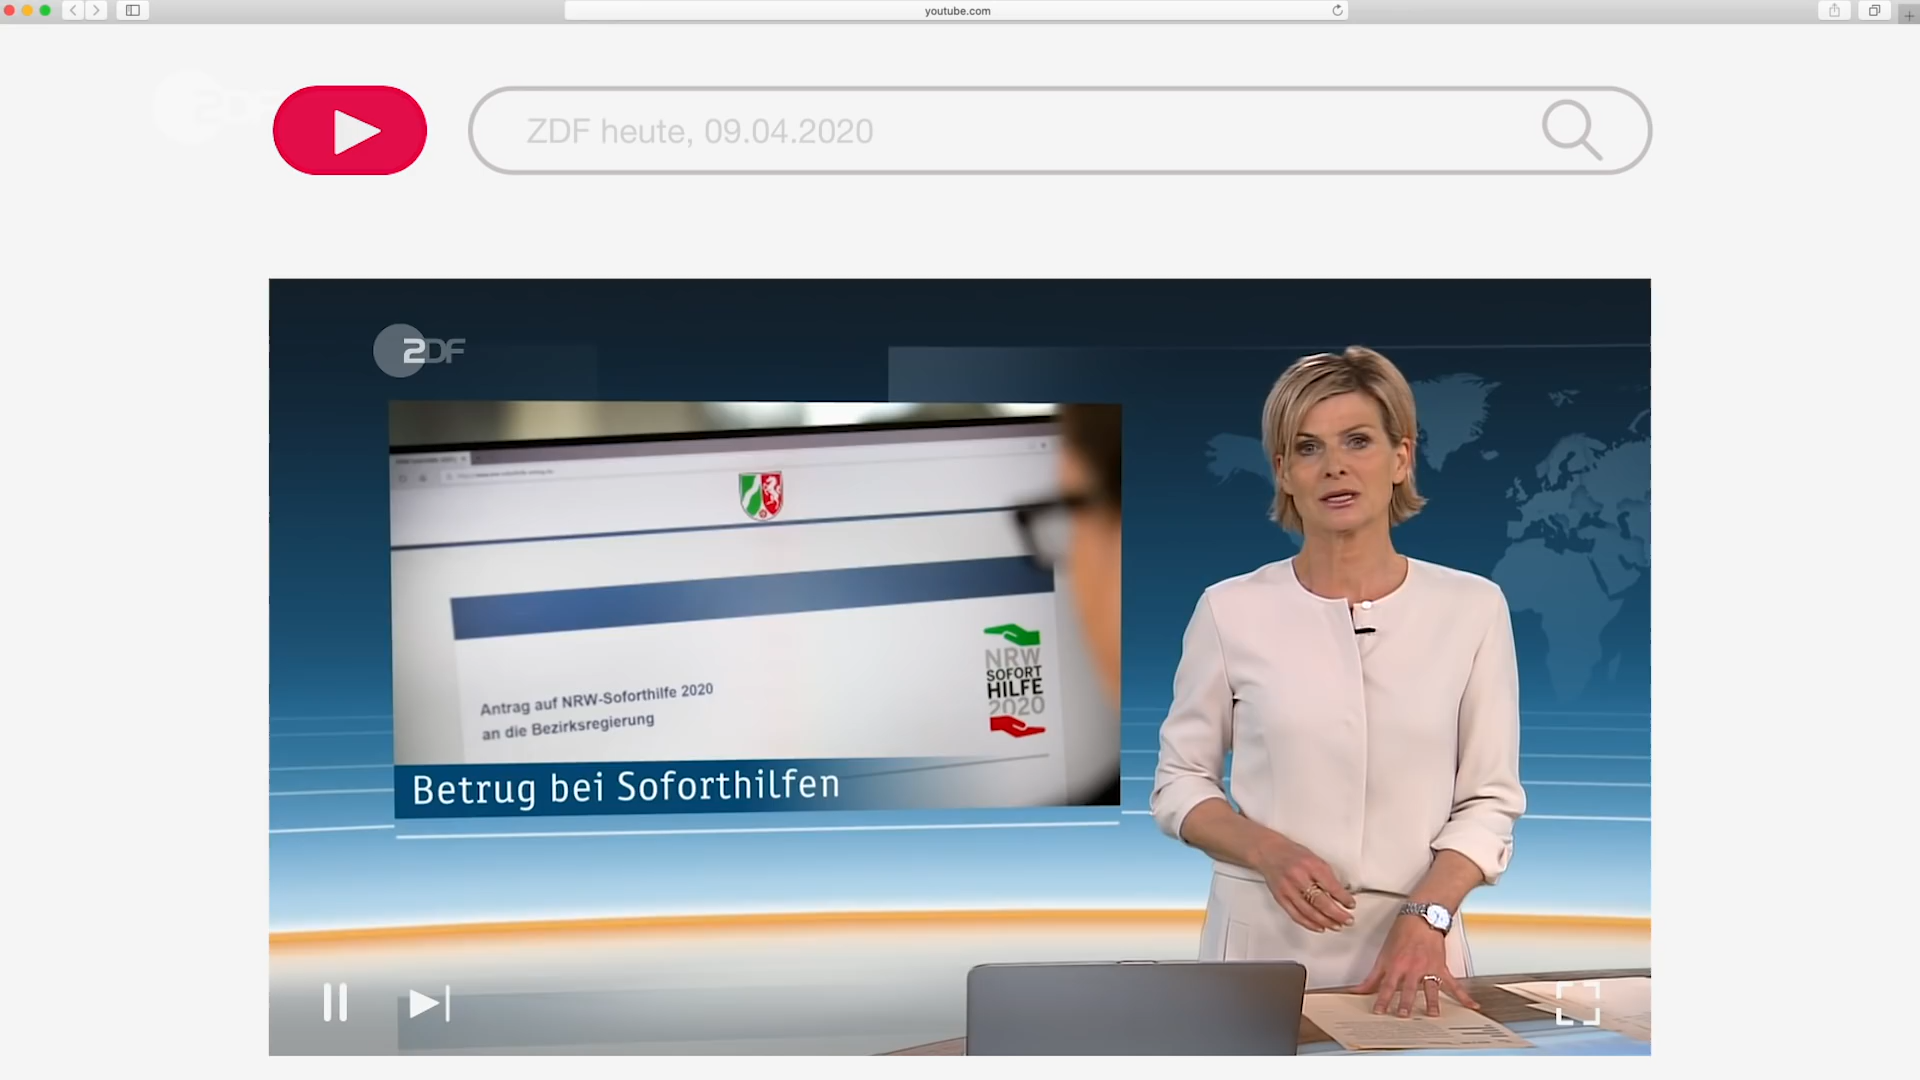 youtube.com
ZDF
ZDF heute, 09.04.2020
ZDF
NRW
SOFORT
HILFE
2020
Antrag auf NRW-Soforthilfe 2020
an die Bezirksregierung
Betrug bei Soforthilfen